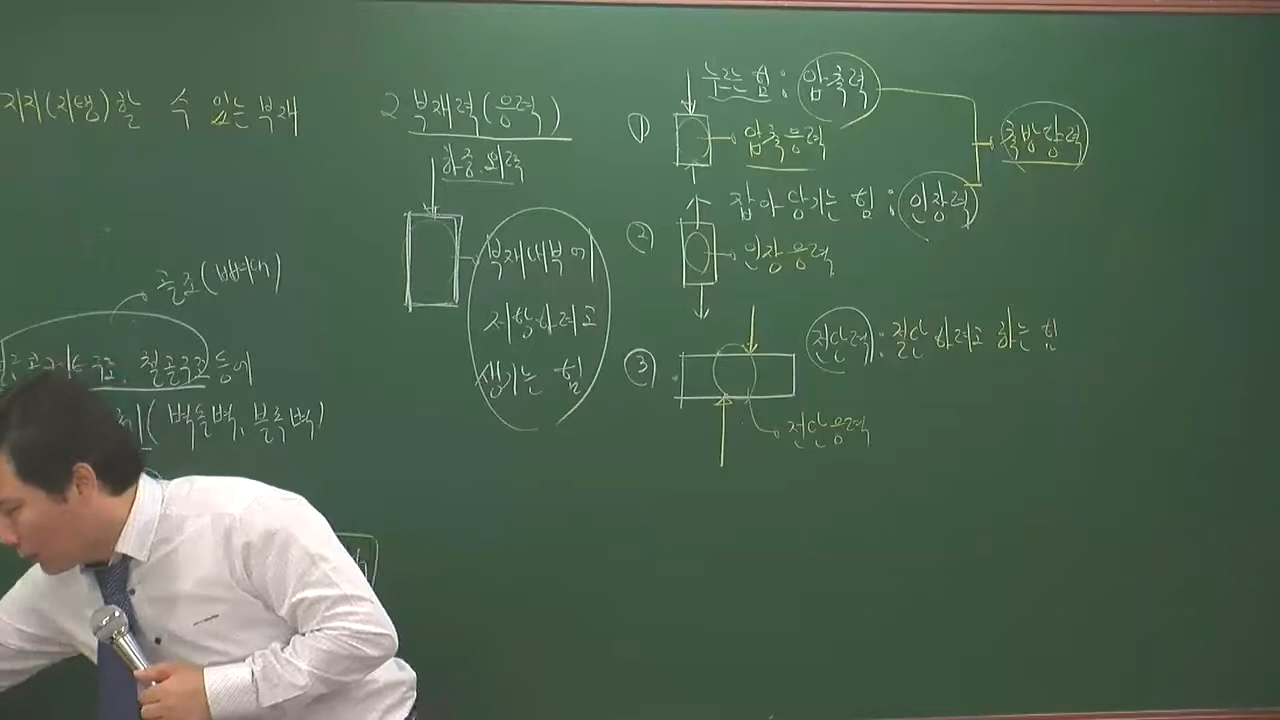 지지(지탱)할 수 있는 부재
골조(뼈대)
철골구조 등에
(벽돌벽, 블록벽)
2 부재력(응력)
하중, 외력
부재내부에
저항하려고
생기는 힘
① 누르는 힘 : 압축력
압축응력
축방향력
② 잡아당기는 힘 : 인장력
인장응력
③ 전단력 : 절단하려고 하는 힘
전단응력